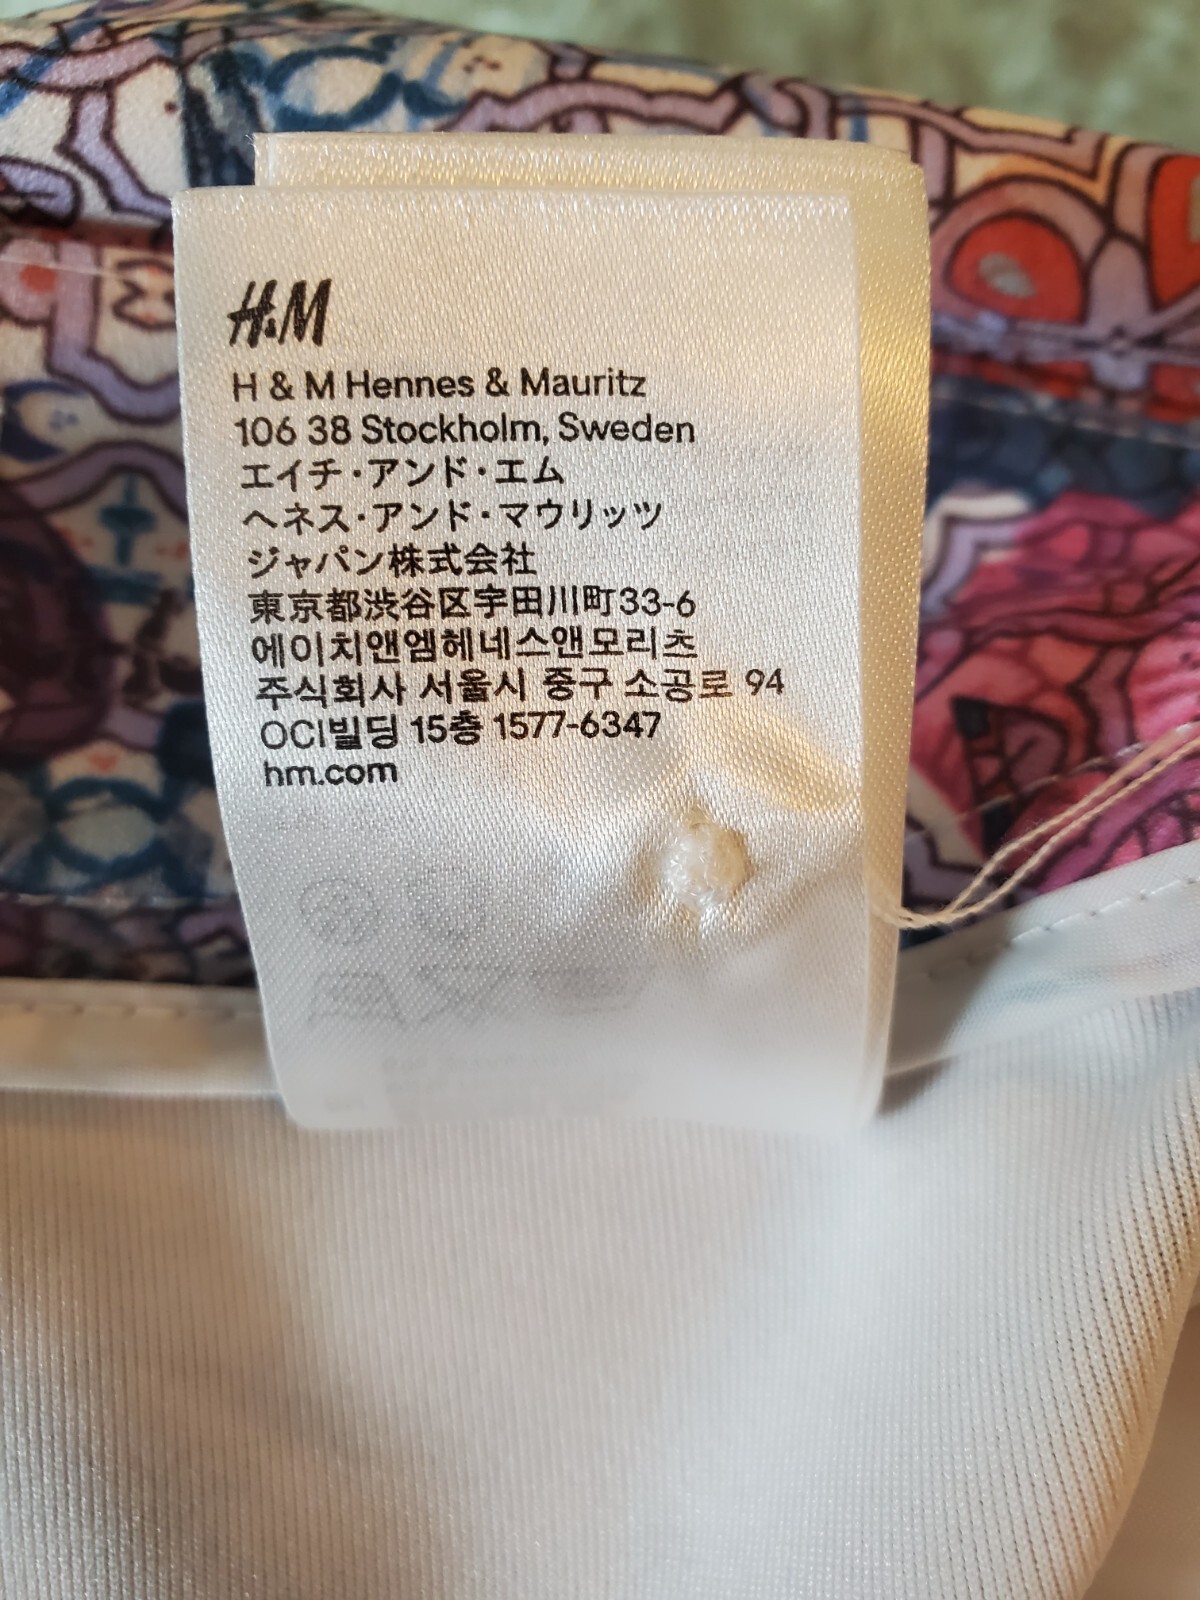 H&M
H & M Hennes & Mauritz
106 38 Stockholm, Sweden
エイチ・アンド・エム
ヘネス・アンド・マウリッツ
ジャパン株式会社
東京都渋谷区宇田川町33-6
에이치앤엠헤네스앤모리츠
주식회사 서울시 중구 소공로 94
OCI빌딩 15층 1577-6347
hm.com